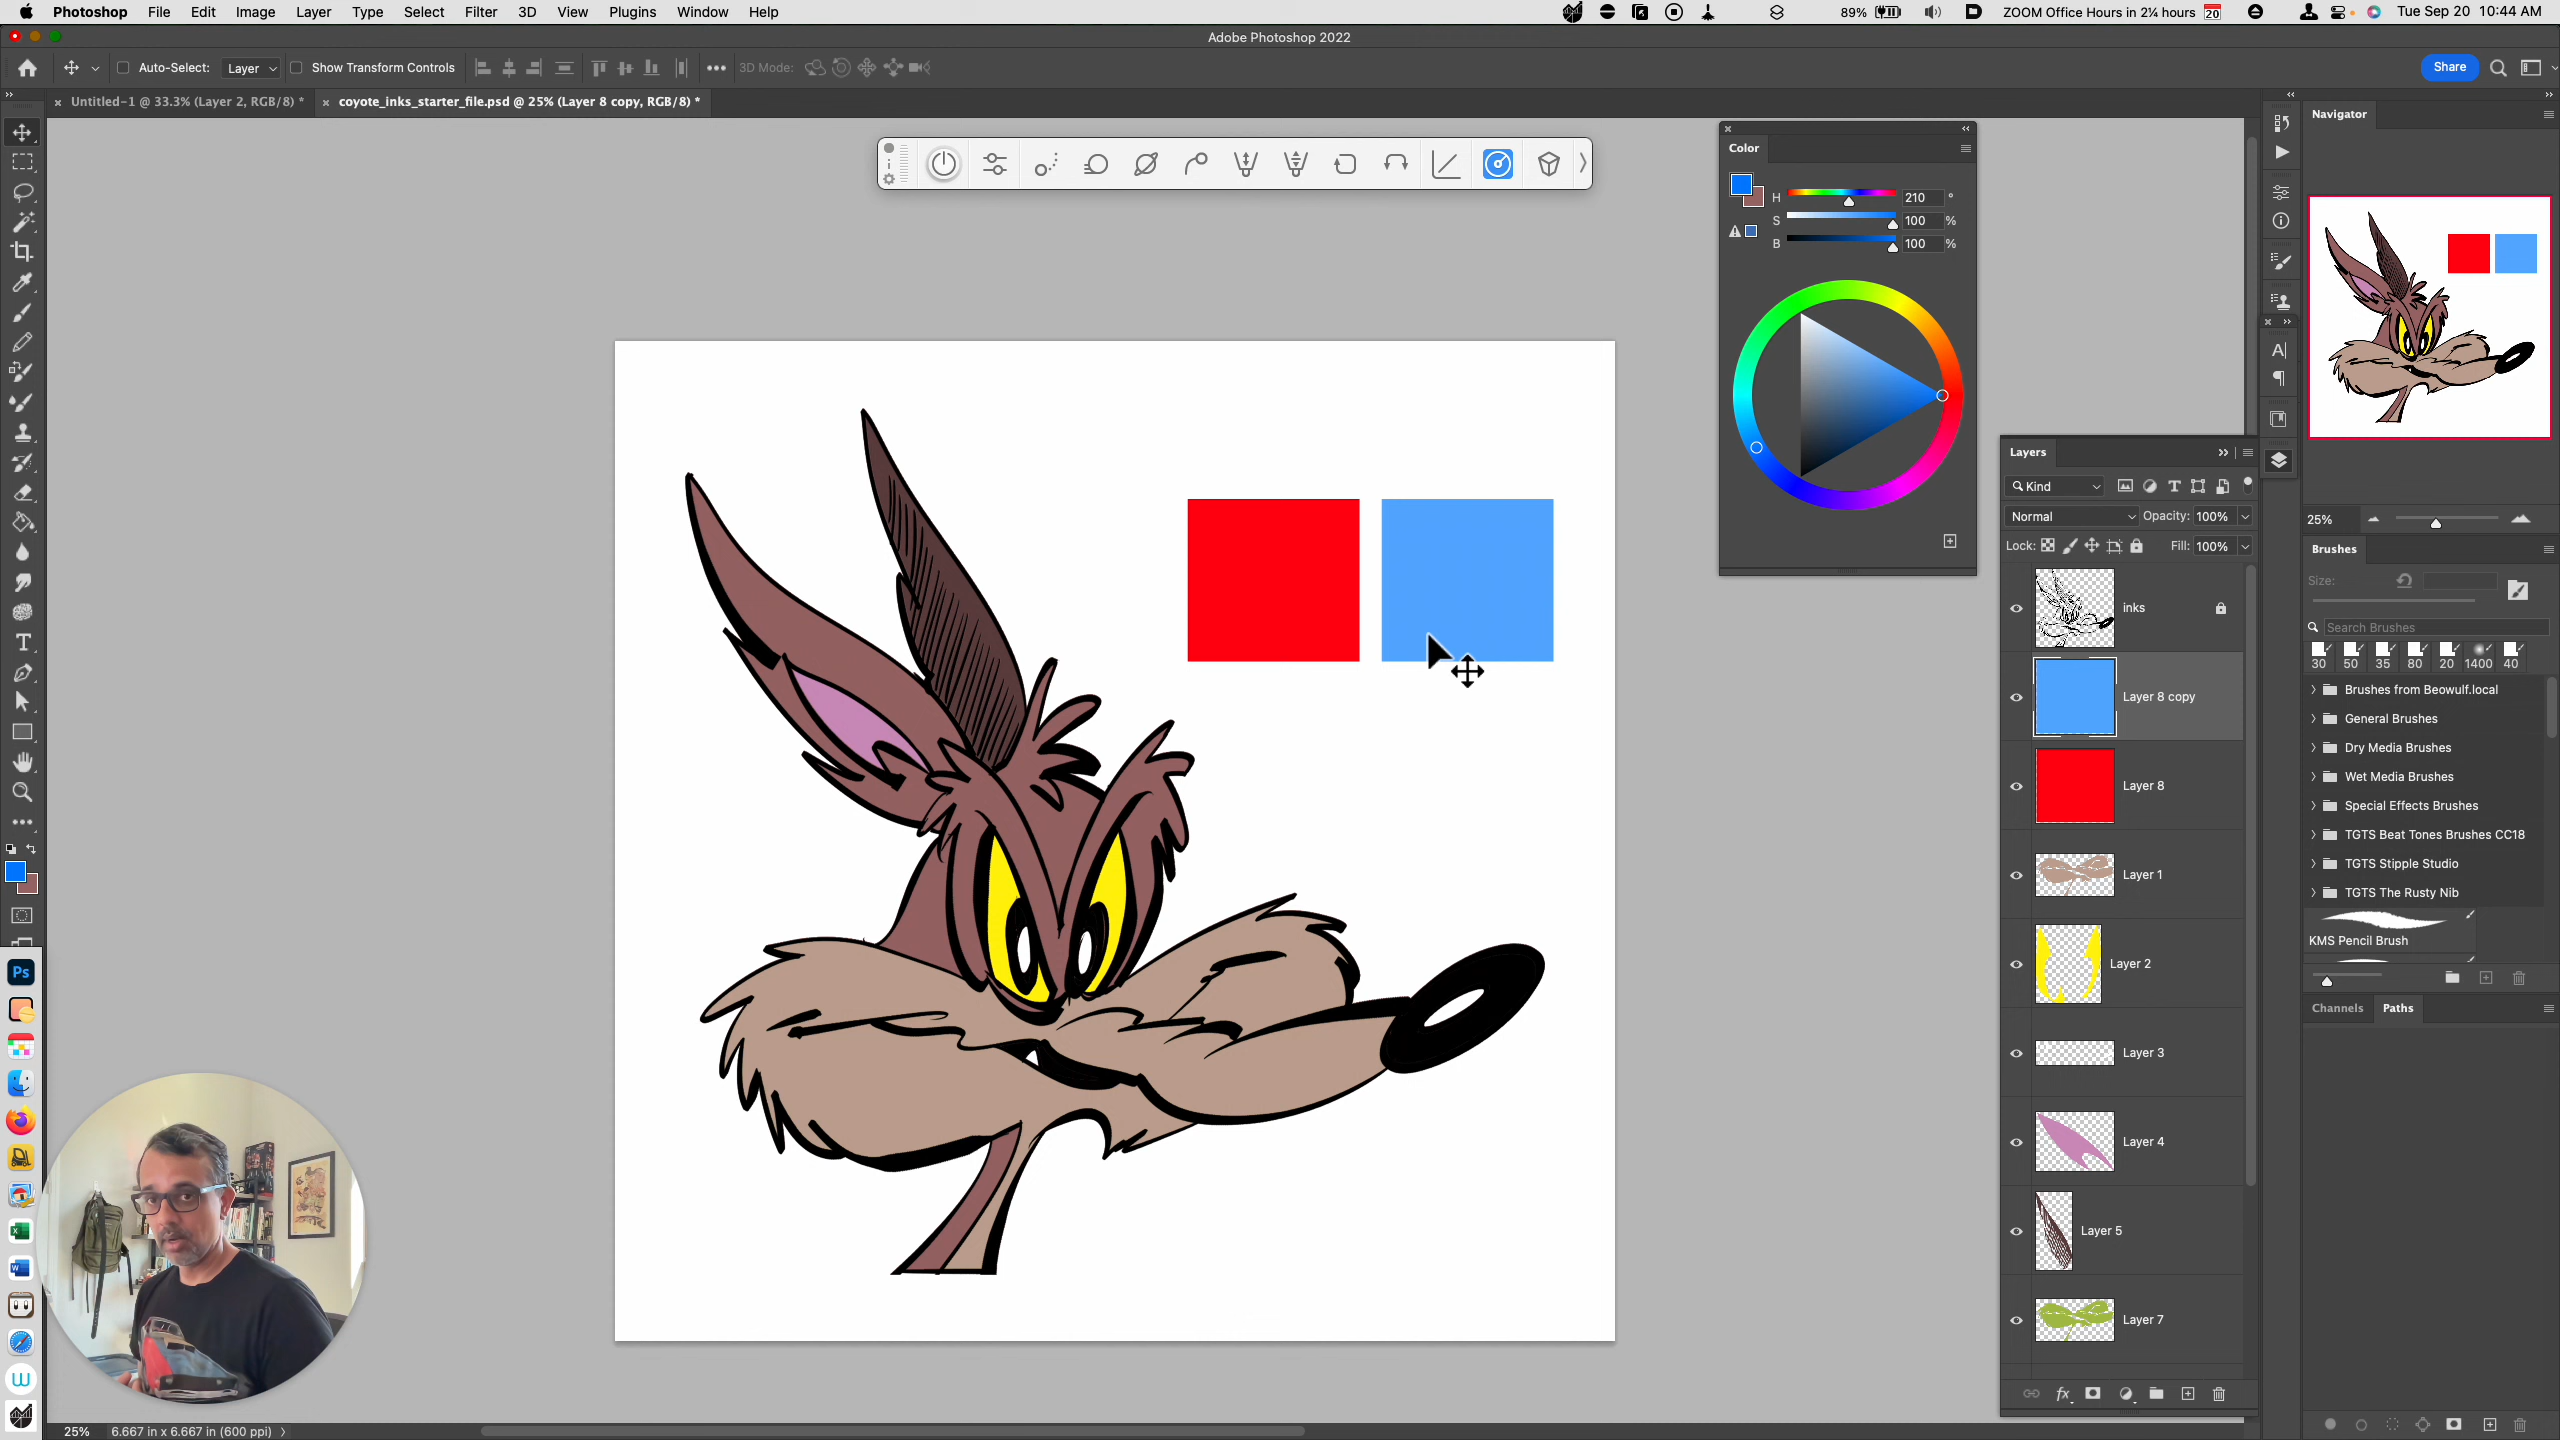 Photoshop File Edit Image Layer Type Select Filter 3D View Plugins Window Help 89% ZOOM Office Hours in 2¼ hours 20 Tue Sep 20 10:44 AM
Adobe Photoshop 2022
Auto-Select: Layer Show Transform Controls 3D Mode: Share
Untitled-1 @ 33.3% (Layer 2, RGB/8) * coyote_inks_starter_file.psd @ 25% (Layer 8 copy, RGB/8) *
Color
H 210 °
S 100 %
B 100 %
Navigator
25%
Layers
Kind
Normal Opacity: 100%
Lock: Fill: 100%
inks
Layer 8 copy
Layer 8
Layer 1
Layer 2
Layer 3
Layer 4
Layer 5
Layer 7
fx
Brushes
Size:
Search Brushes
30 50 35 80 20 1400 40
Brushes from Beowulf.local
General Brushes
Dry Media Brushes
Wet Media Brushes
Special Effects Brushes
TGTS Beat Tones Brushes CC18
TGTS Stipple Studio
TGTS The Rusty Nib
KMS Pencil Brush
Channels Paths
Ps
25% 6.667 in x 6.667 in (600 ppi)